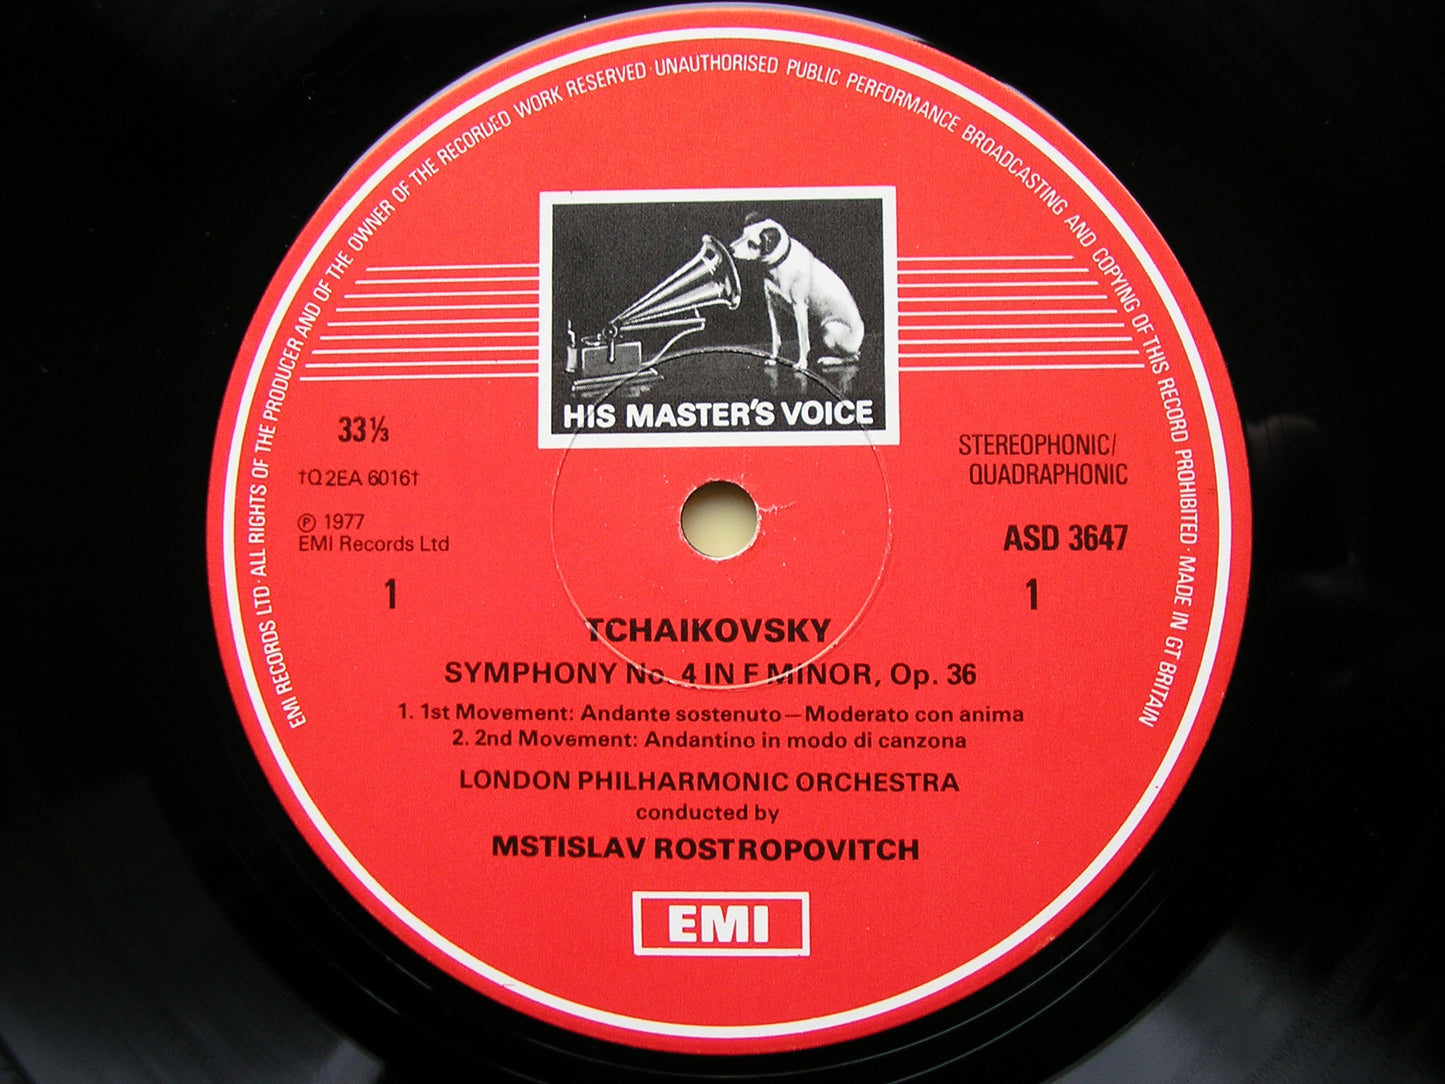 EMI RECORDS LTD · ALL RIGHTS OF THE PRODUCER AND OF THE OWNER OF THE RECORDED WORK RESERVED · UNAUTHORISED PUBLIC PERFORMANCE BROADCASTING AND COPYING OF THIS RECORD PROHIBITED · MADE IN GT BRITAIN
HIS MASTER'S VOICE
33⅓
†Q 2EA 6016†
℗ 1977
EMI Records Ltd
1
STEREOPHONIC/
QUADRAPHONIC
ASD 3647
1
TCHAIKOVSKY
SYMPHONY No. 4 IN F MINOR, Op. 36
1. 1st Movement: Andante sostenuto — Moderato con anima
2. 2nd Movement: Andantino in modo di canzona
LONDON PHILHARMONIC ORCHESTRA
conducted by
MSTISLAV ROSTROPOVITCH
EMI